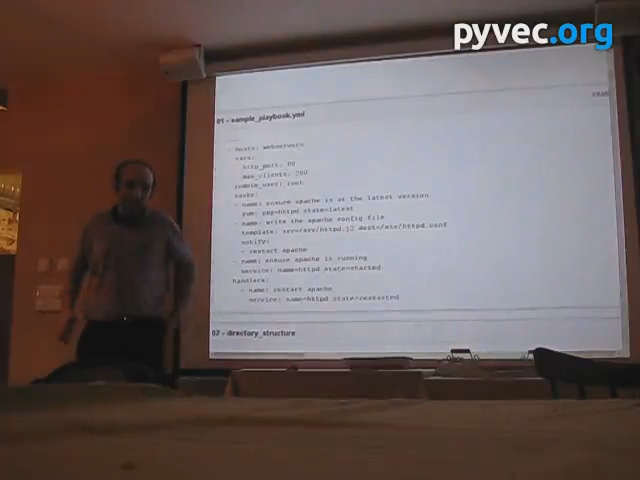 pyvec.org
01 - sample_playbook.yml
---
- hosts: webservers
vars:
http_port: 80
max_clients: 200
remote_user: root
tasks:
- name: ensure apache is at the latest version
yum: pkg=httpd state=latest
- name: write the apache config file
template: src=/srv/httpd.j2 dest=/etc/httpd.conf
notify:
- restart apache
- name: ensure apache is running
service: name=httpd state=started
handlers:
- name: restart apache
service: name=httpd state=restarted
02 - directory_structure